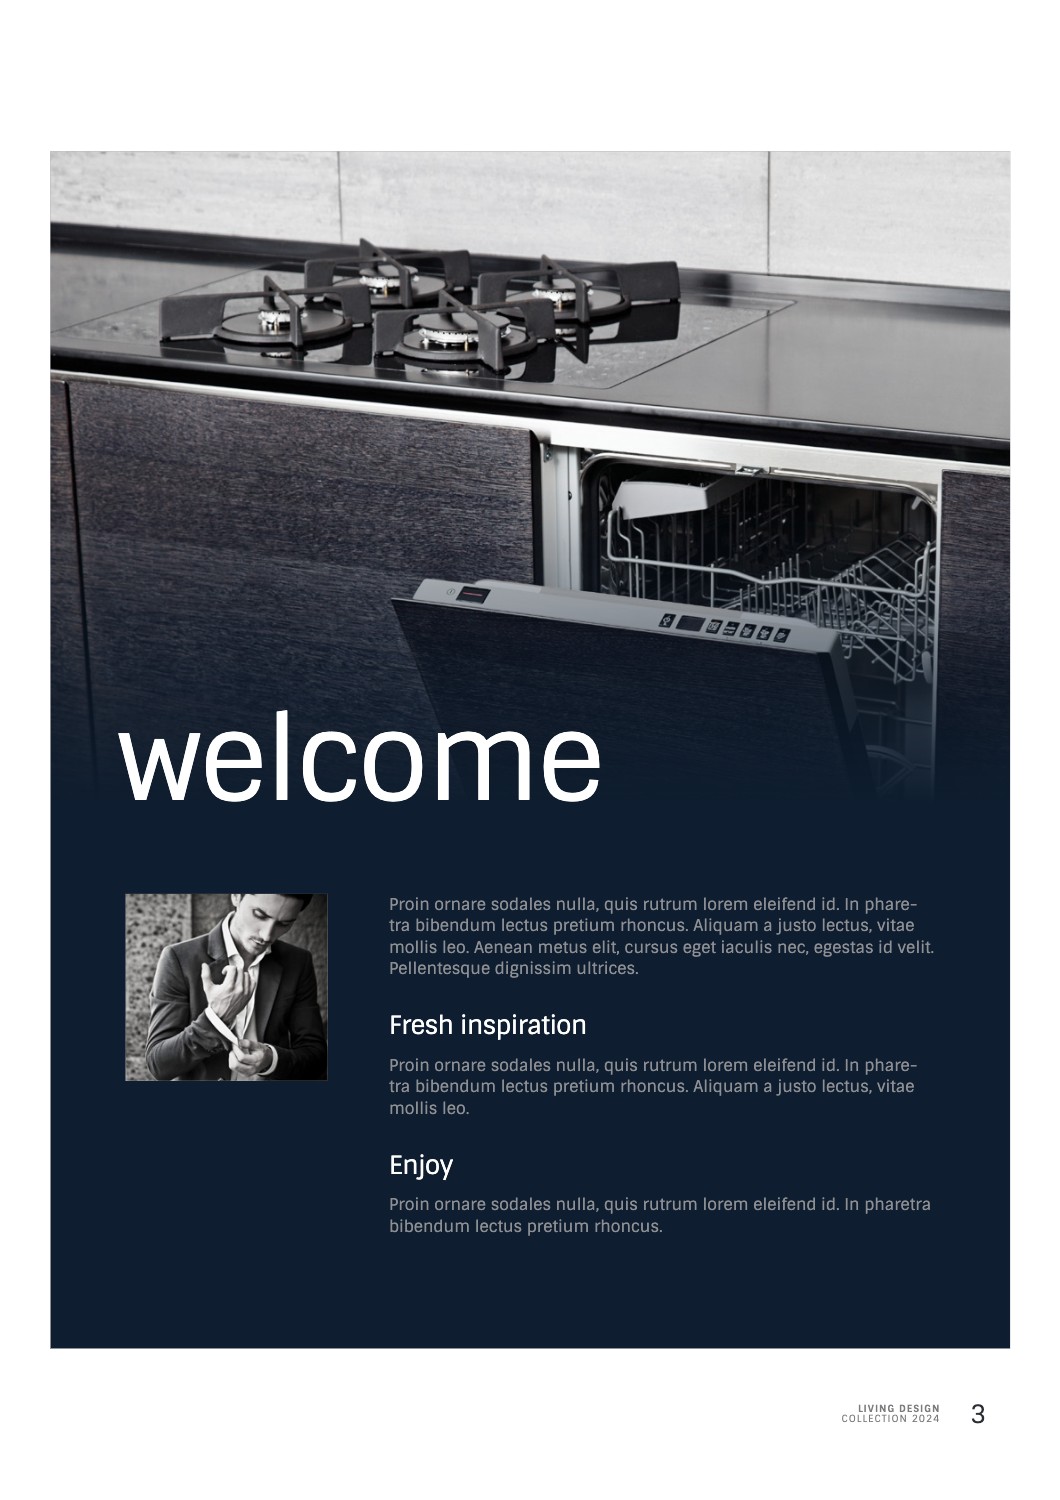 welcome
Proin ornare sodales nulla, quis rutrum lorem eleifend id. In phare-
tra bibendum lectus pretium rhoncus. Aliquam a justo lectus, vitae
mollis leo. Aenean metus elit, cursus eget iaculis nec, egestas id velit.
Pellentesque dignissim ultrices.
Fresh inspiration
Proin ornare sodales nulla, quis rutrum lorem eleifend id. In phare-
tra bibendum lectus pretium rhoncus. Aliquam a justo lectus, vitae
mollis leo.
Enjoy
Proin ornare sodales nulla, quis rutrum lorem eleifend id. In pharetra
bibendum lectus pretium rhoncus.
LIVING DESIGN
COLLECTION 2024
3